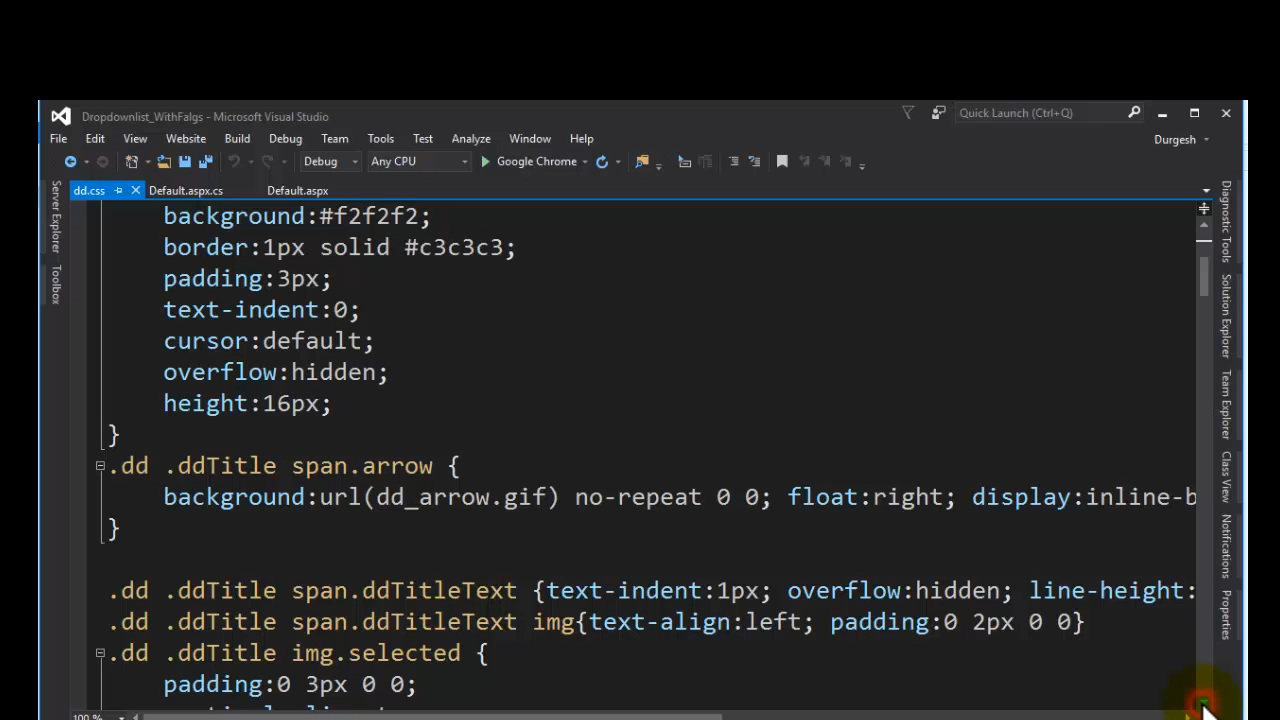 Dropdownlist_WithFalgs - Microsoft Visual Studio
Quick Launch (Ctrl+Q)
File Edit View Website Build Debug Team Tools Test Analyze Window Help
Durgesh
Debug Any CPU Google Chrome
dd.css Default.aspx.cs Default.aspx
Server Explorer
Toolbox
background:#f2f2f2;
border:1px solid #c3c3c3;
padding:3px;
text-indent:0;
cursor:default;
overflow:hidden;
height:16px;
}
.dd .ddTitle span.arrow {
background:url(dd_arrow.gif) no-repeat 0 0; float:right; display:inline-b
}
.dd .ddTitle span.ddTitleText {text-indent:1px; overflow:hidden; line-height:
.dd .ddTitle span.ddTitleText img{text-align:left; padding:0 2px 0 0}
.dd .ddTitle img.selected {
padding:0 3px 0 0;
100 %
Diagnostic Tools
Solution Explorer
Team Explorer
Class View
Notifications
Properties